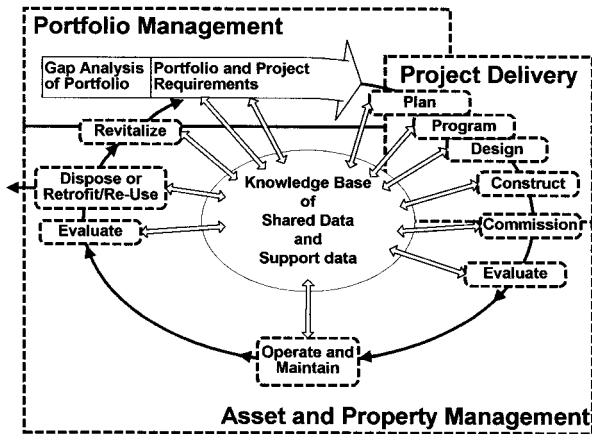 Portfolio Management
Gap Analysis
of Portfolio
Portfolio and Project
Requirements
Project Delivery
Plan
Program
Design
Construct
Commission
Evaluate
Revitalize
Dispose or
Retrofit/Re-Use
Evaluate
Knowledge Base
of
Shared Data
and
Support data
Operate and
Maintain
Asset and Property Management